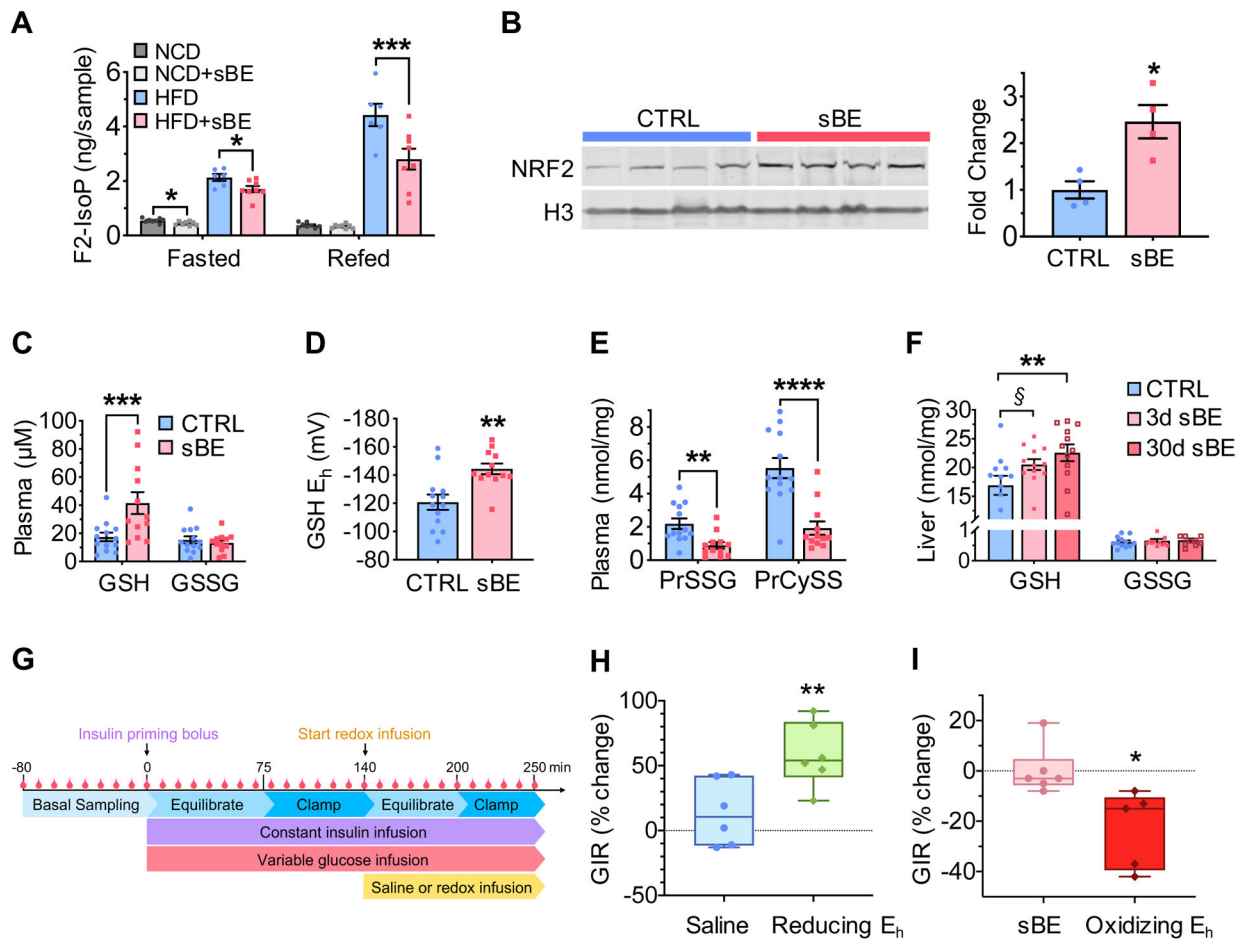 A
F2-IsoP (ng/sample)
NCD
NCD+sBE
HFD
HFD+sBE
6
4
2
0
*
*
***
Fasted
Refed
B
CTRL
sBE
NRF2
H3
Fold Change
3
2
1
0
*
CTRL
sBE
C
Plasma (µM)
100
80
60
40
20
0
***
CTRL
sBE
GSH
GSSG
D
GSH Eh (mV)
-180
-160
-140
-120
-100
-80
**
CTRL sBE
E
Plasma (nmol/mg)
8
6
4
2
0
**
****
PrSSG
PrCySS
F
Liver (nmol/mg)
30
25
20
15
1
0
**
§
CTRL
3d sBE
30d sBE
GSH
GSSG
G
Insulin priming bolus
Start redox infusion
-80
0
75
140
200
250 min
Basal Sampling
Equilibrate
Clamp
Equilibrate
Clamp
Constant insulin infusion
Variable glucose infusion
Saline or redox infusion
H
GIR (% change)
100
50
0
-50
**
Saline
Reducing Eh
I
GIR (% change)
20
0
-20
-40
*
sBE
Oxidizing Eh